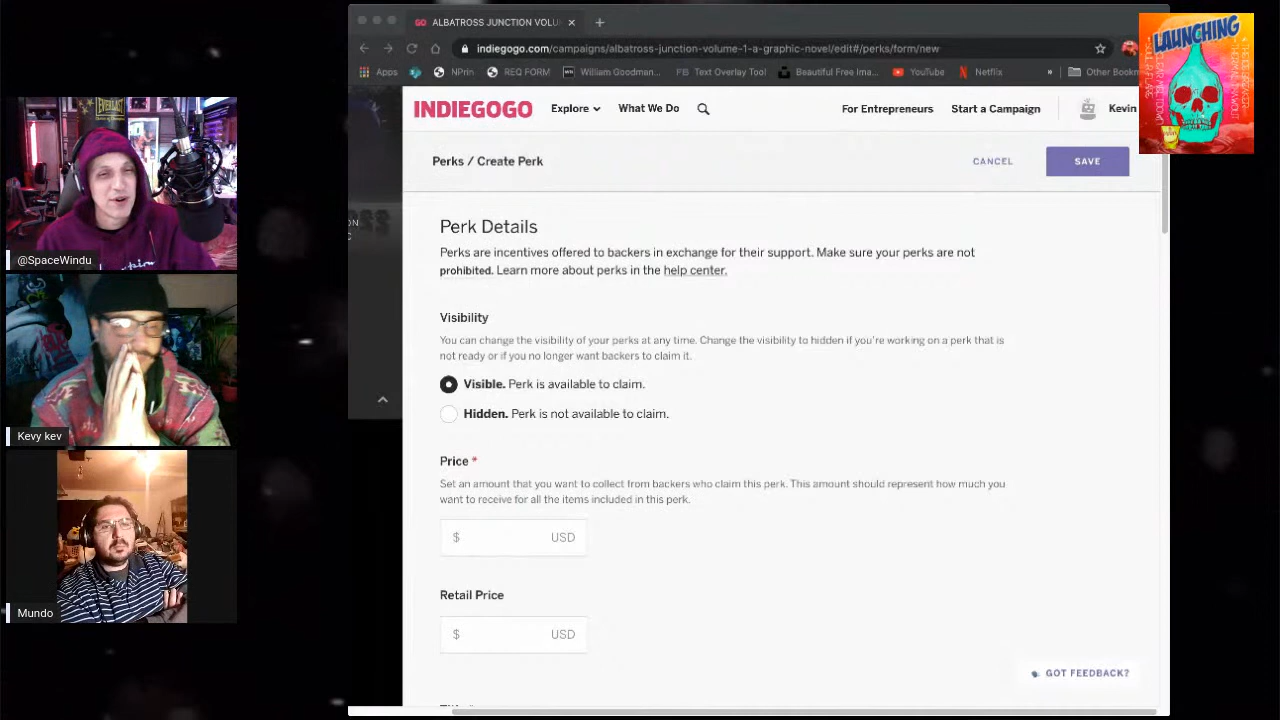 GO ALBATROSS JUNCTION VOLU
indiegogo.com/campaigns/albatross-junction-volume-1-a-graphic-novel/edit#/perks/form/new
Apps
NPrin
REQ FORM
William Goodman...
Text Overlay Tool
Beautiful Free Ima...
YouTube
Netflix
»
Other Bookm
LAUNCHING
INDIEGOGO
Explore
What We Do
For Entrepreneurs
Start a Campaign
Kevin
Perks / Create Perk
CANCEL
SAVE
Perk Details
Perks are incentives offered to backers in exchange for their support. Make sure your perks are not
prohibited. Learn more about perks in the help center.
Visibility
You can change the visibility of your perks at any time. Change the visibility to hidden if you're working on a perk that is
not ready or if you no longer want backers to claim it.
Visible. Perk is available to claim.
Hidden. Perk is not available to claim.
Price *
Set an amount that you want to collect from backers who claim this perk. This amount should represent how much you
want to receive for all the items included in this perk.
$ USD
Retail Price
$ USD
GOT FEEDBACK?
EVERLAST
@SpaceWindu
Kevy kev
Mundo